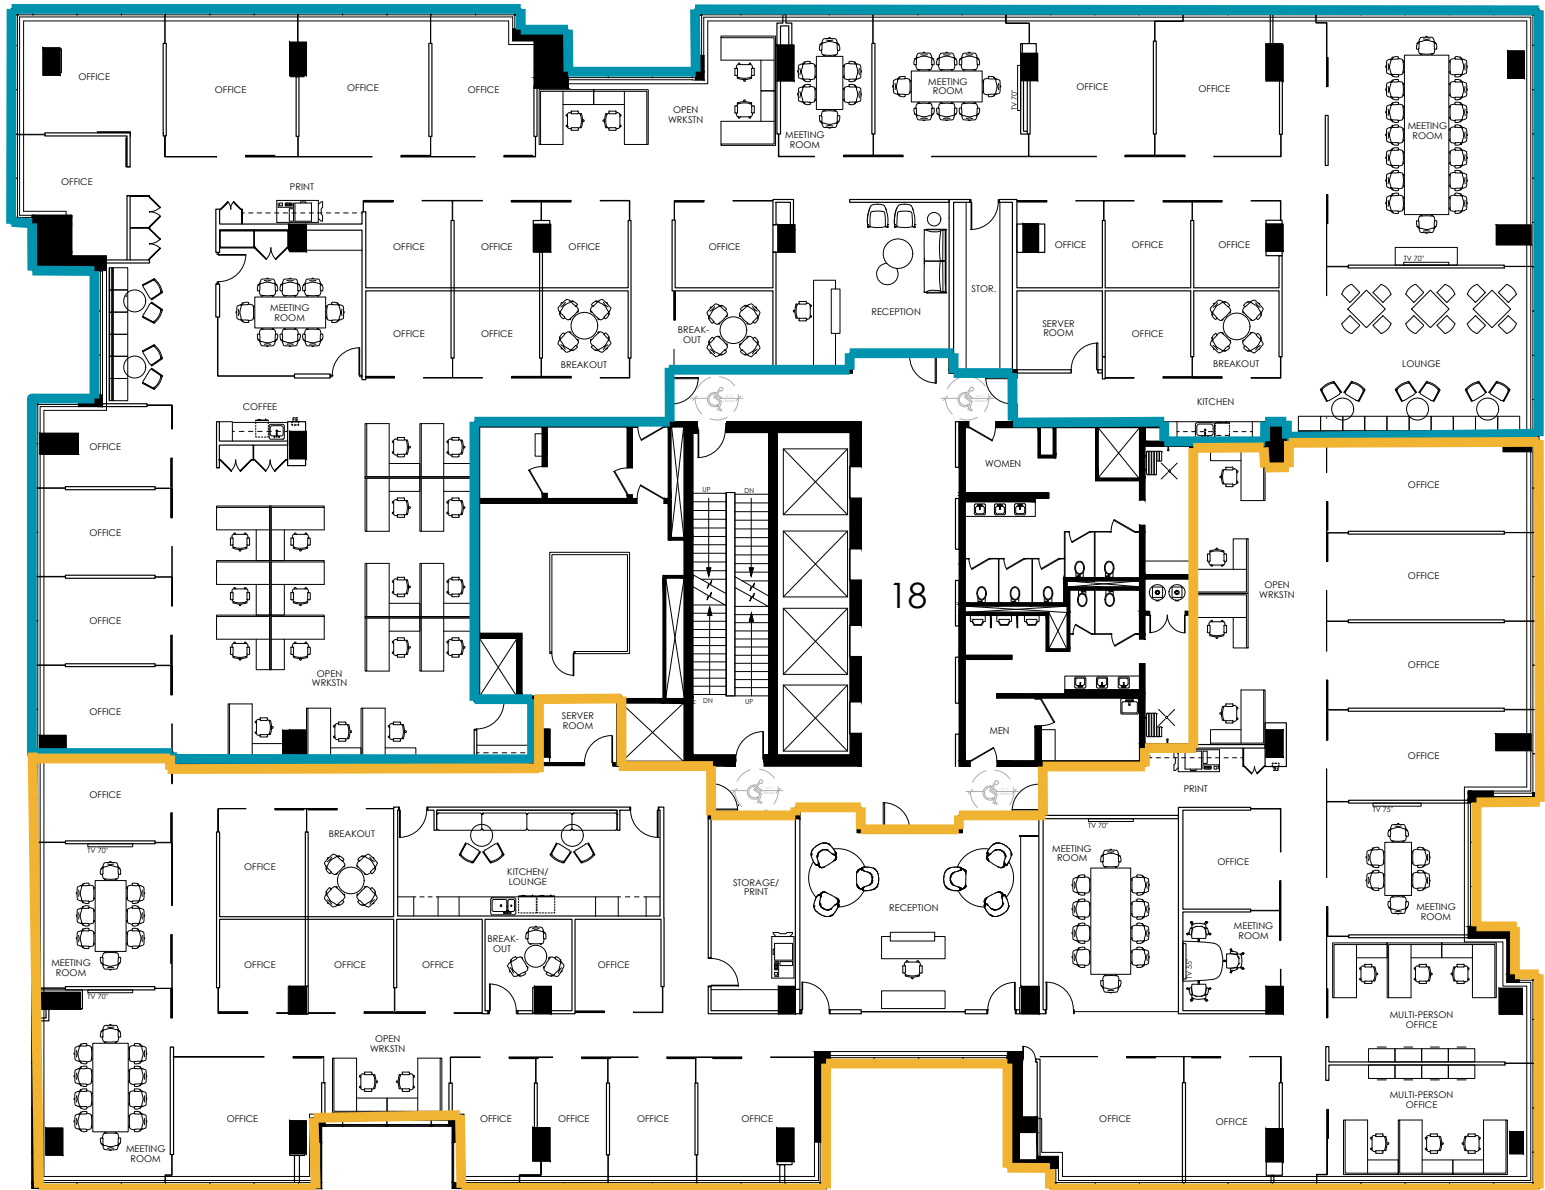 OFFICE
OFFICE
OFFICE
OFFICE
OPEN
WRKSTN
MEETING
ROOM
MEETING
ROOM
TV 70"
OFFICE
OFFICE
MEETING
ROOM
TV 70"
OFFICE
PRINT
OFFICE
OFFICE
OFFICE
OFFICE
OFFICE
OFFICE
OFFICE
MEETING
ROOM
OFFICE
OFFICE
BREAKOUT
BREAK-
OUT
RECEPTION
STOR.
SERVER
ROOM
OFFICE
BREAKOUT
LOUNGE
KITCHEN
COFFEE
OFFICE
OFFICE
OFFICE
OFFICE
OPEN
WRKSTN
UP
DN
DN
UP
18
WOMEN
MEN
OPEN
WRKSTN
OFFICE
OFFICE
OFFICE
OFFICE
SERVER
ROOM
PRINT
OFFICE
TV 70"
MEETING
ROOM
TV 70"
MEETING
ROOM
OFFICE
BREAKOUT
KITCHEN/
LOUNGE
OFFICE
OFFICE
OFFICE
BREAK-
OUT
OFFICE
STORAGE/
PRINT
RECEPTION
TV 70"
MEETING
ROOM
OFFICE
MEETING
ROOM
TV 55"
TV 75"
MEETING
ROOM
MULTI-PERSON
OFFICE
MULTI-PERSON
OFFICE
OPEN
WRKSTN
OFFICE
OFFICE
OFFICE
OFFICE
OFFICE
OFFICE
OFFICE